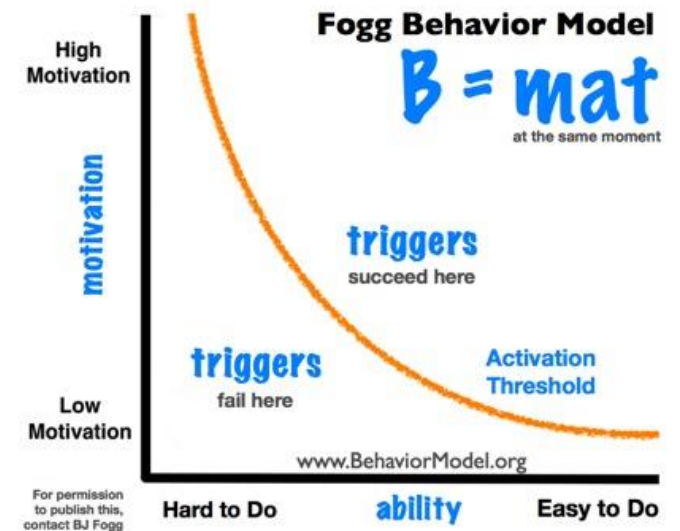 Fogg Behavior Model
B = mat
at the same moment
High
Motivation
motivation
triggers
succeed here
triggers
fail here
Activation
Threshold
Low
Motivation
www.BehaviorModel.org
For permission
to publish this,
contact BJ Fogg
Hard to Do
ability
Easy to Do